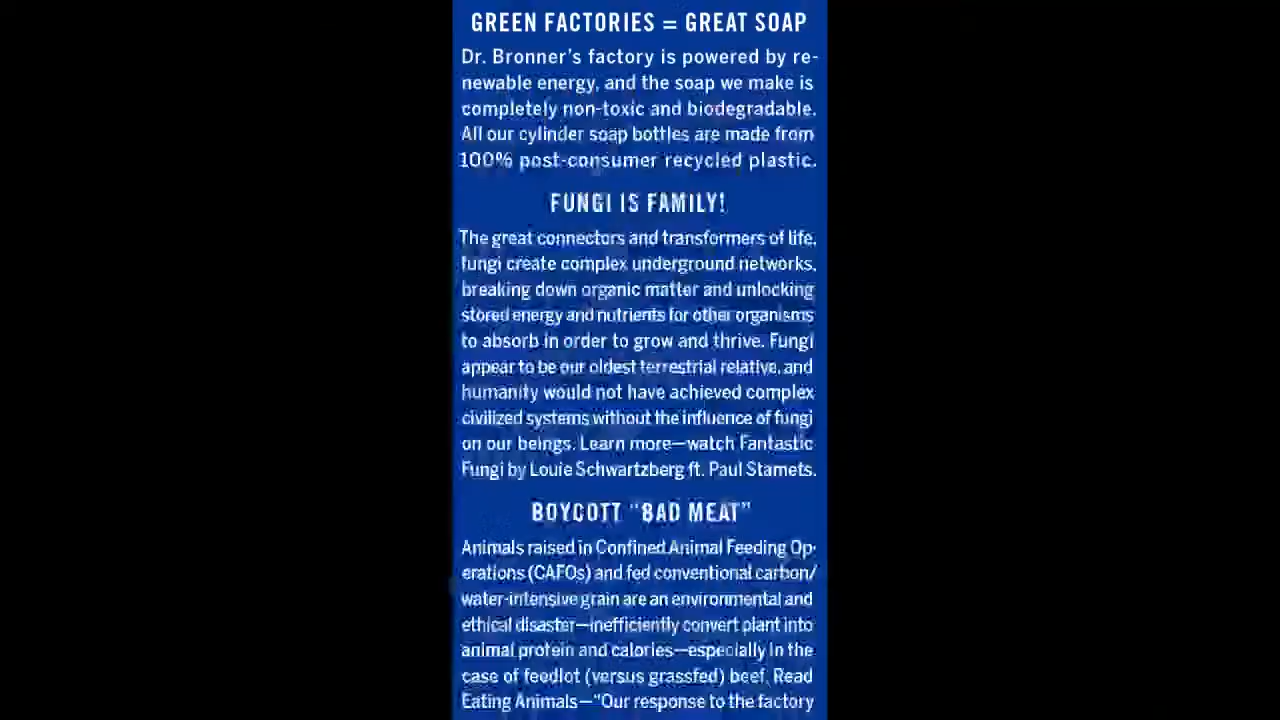 GREEN FACTORIES = GREAT SOAP
Dr. Bronner's factory is powered by re-
newable energy, and the soap we make is
completely non-toxic and biodegradable.
All our cylinder soap bottles are made from
100% post-consumer recycled plastic.
FUNGI IS FAMILY!
The great connectors and transformers of life,
fungi create complex underground networks,
breaking down organic matter and unlocking
stored energy and nutrients for other organisms
to absorb in order to grow and thrive. Fungi
appear to be our oldest terrestrial relative, and
humanity would not have achieved complex
civilized systems without the influence of fungi
on our beings. Learn more—watch Fantastic
Fungi by Louie Schwartzberg ft. Paul Stamets.
BOYCOTT "BAD MEAT"
Animals raised in Confined Animal Feeding Op-
erations (CAFOs) and fed conventional carbon/
water-intensive grain are an environmental and
ethical disaster—inefficiently convert plant into
animal protein and calories—especially in the
case of feedlot (versus grassfed) beef. Read
Eating Animals—"Our response to the factory